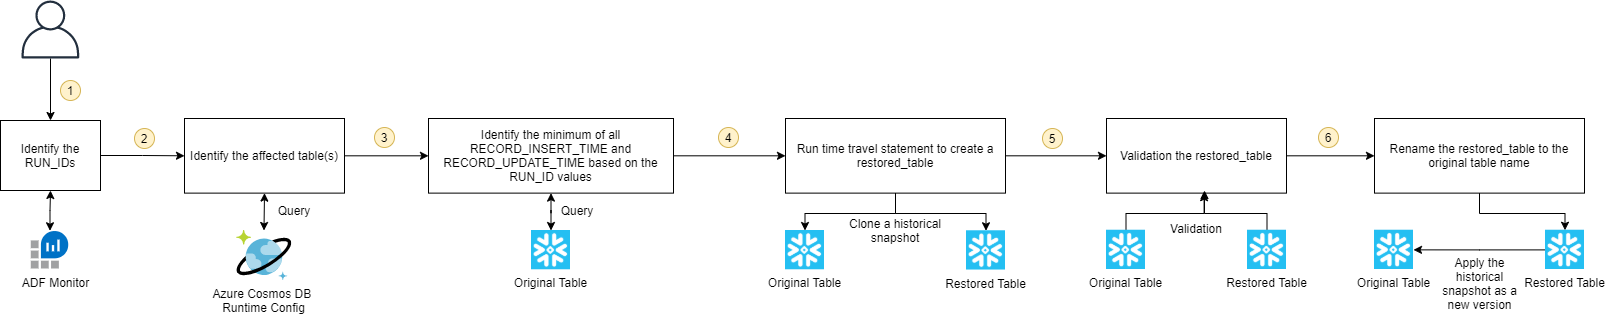 1
Identify the
RUN_IDs
ADF Monitor
2
Identify the affected table(s)
Query
Azure Cosmos DB
Runtime Config
3
Identify the minimum of all
RECORD_INSERT_TIME and
RECORD_UPDATE_TIME based on the
RUN_ID values
Query
Original Table
4
Run time travel statement to create a
restored_table
Clone a historical
snapshot
Original Table
Restored Table
5
Validation the restored_table
Validation
Original Table
Restored Table
6
Rename the restored_table to the
original table name
Original Table
Apply the
historical
snapshot as a
new version
Restored Table